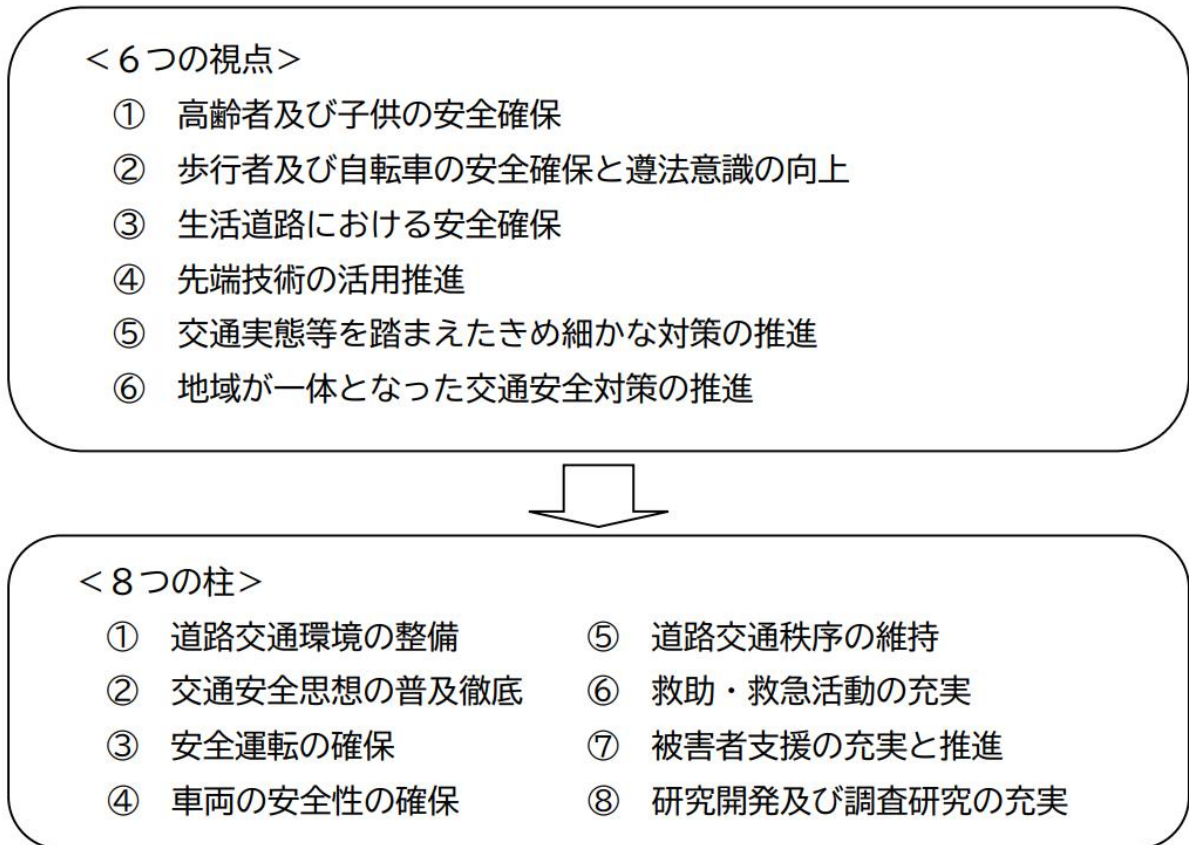 <６つの視点>
① 高齢者及び子供の安全確保
② 歩行者及び自転車の安全確保と遵法意識の向上
③ 生活道路における安全確保
④ 先端技術の活用推進
⑤ 交通実態等を踏まえたきめ細かな対策の推進
⑥ 地域が一体となった交通安全対策の推進
<８つの柱>
① 道路交通環境の整備
② 交通安全思想の普及徹底
③ 安全運転の確保
④ 車両の安全性の確保
⑤ 道路交通秩序の維持
⑥ 救助・救急活動の充実
⑦ 被害者支援の充実と推進
⑧ 研究開発及び調査研究の充実